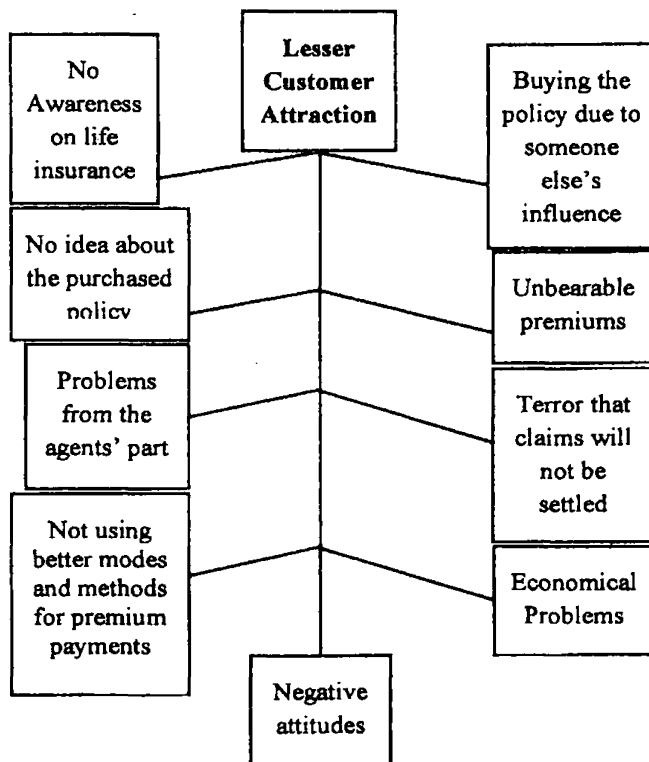 Lesser
Customer
Attraction
No
Awareness
on life
insurance
Buying the
policy due to
someone
else's
influence
No idea about
the purchased
policy
Unbearable
premiums
Problems
from the
agents' part
Terror that
claims will
not be
settled
Not using
better modes
and methods
for premium
payments
Economical
Problems
Negative
attitudes